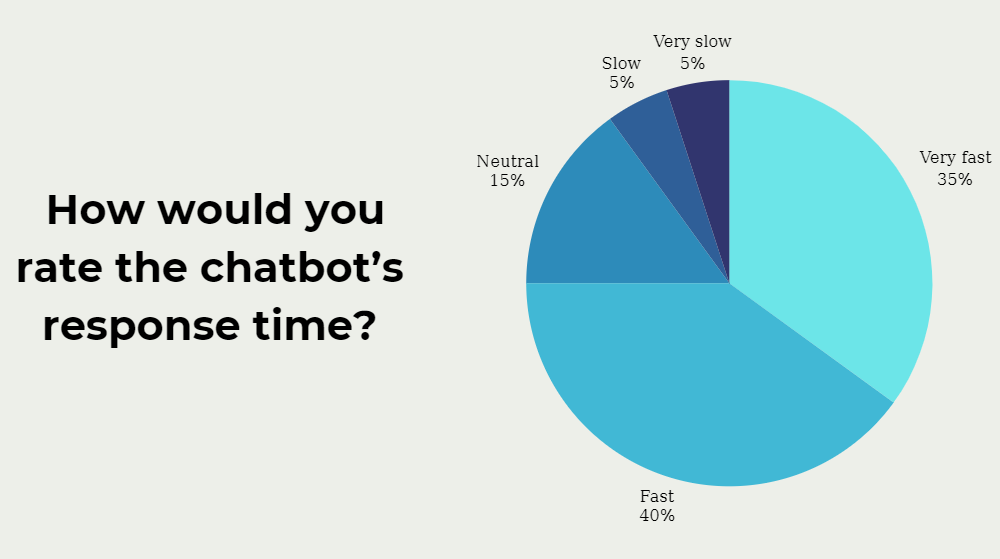 How would you
rate the chatbot’s
response time?
Very slow
5%
Slow
5%
Very fast
35%
Neutral
15%
Fast
40%